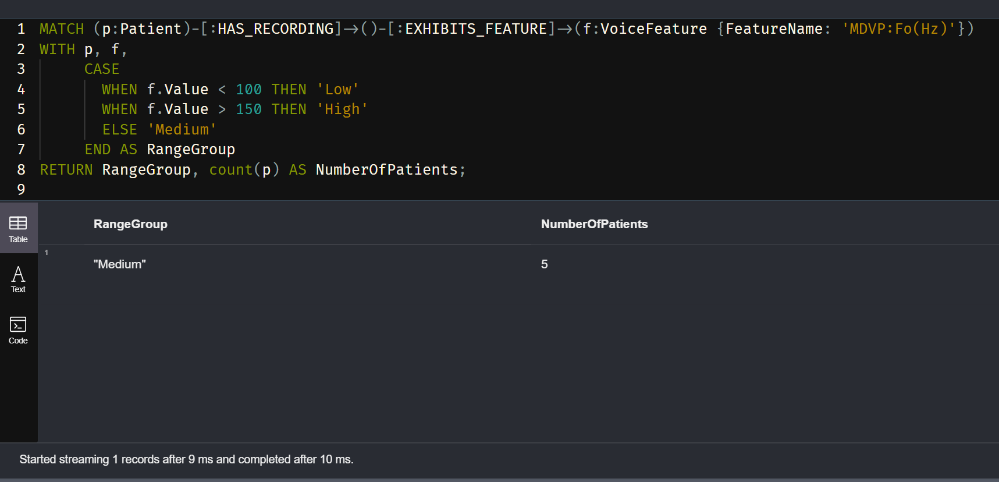 1 MATCH (p:Patient)-[:HAS_RECORDING]->()-[:EXHIBITS_FEATURE]->(f:VoiceFeature {FeatureName: 'MDVP:Fo(Hz)'})
2 WITH p, f,
3 CASE
4 WHEN f.Value < 100 THEN 'Low'
5 WHEN f.Value > 150 THEN 'High'
6 ELSE 'Medium'
7 END AS RangeGroup
8 RETURN RangeGroup, count(p) AS NumberOfPatients;
9
Table
Text
Code
RangeGroup NumberOfPatients
1 "Medium" 5
Started streaming 1 records after 9 ms and completed after 10 ms.